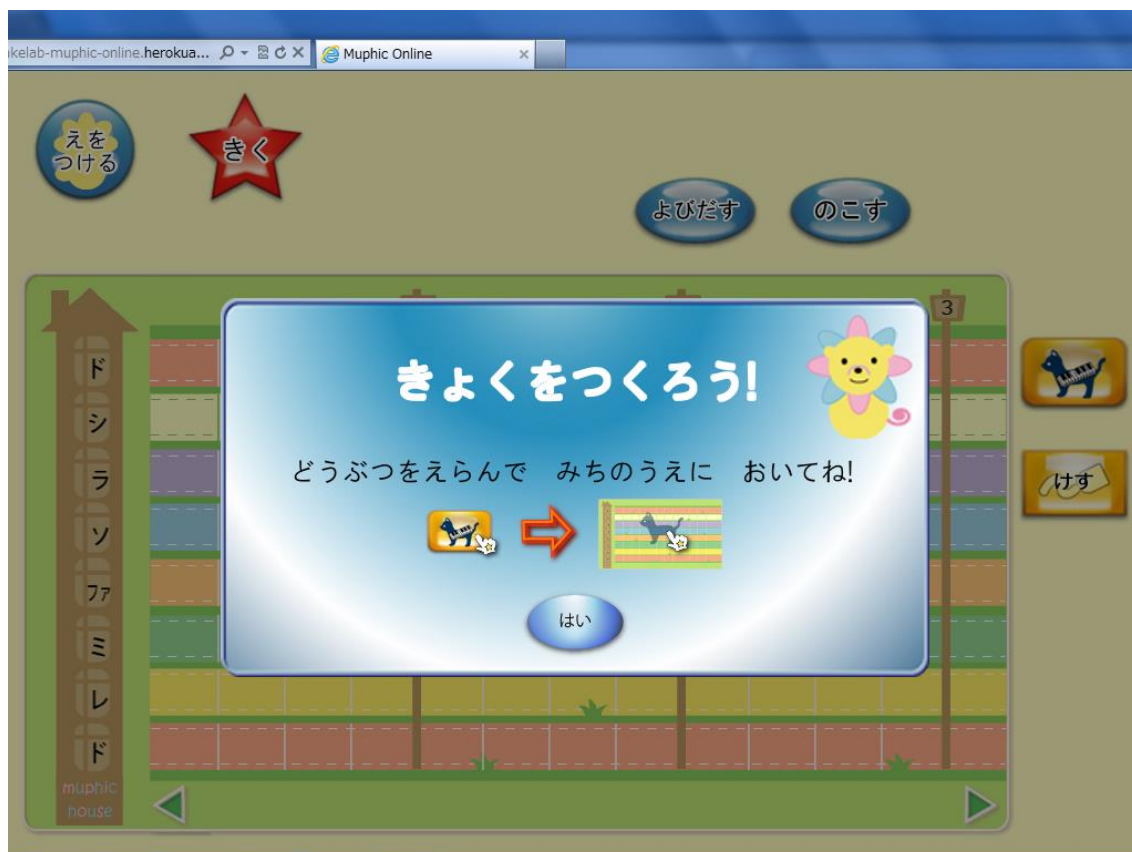 kelab-muphic-online.herokua...
Muphic Online
えを
つける
きく
よびだす
のこす
3
ド
シ
ラ
ソ
ファ
ミ
レ
ド
muphic
house
きょくをつくろう!
どうぶつをえらんで みちのうえに おいてね!
はい
けす